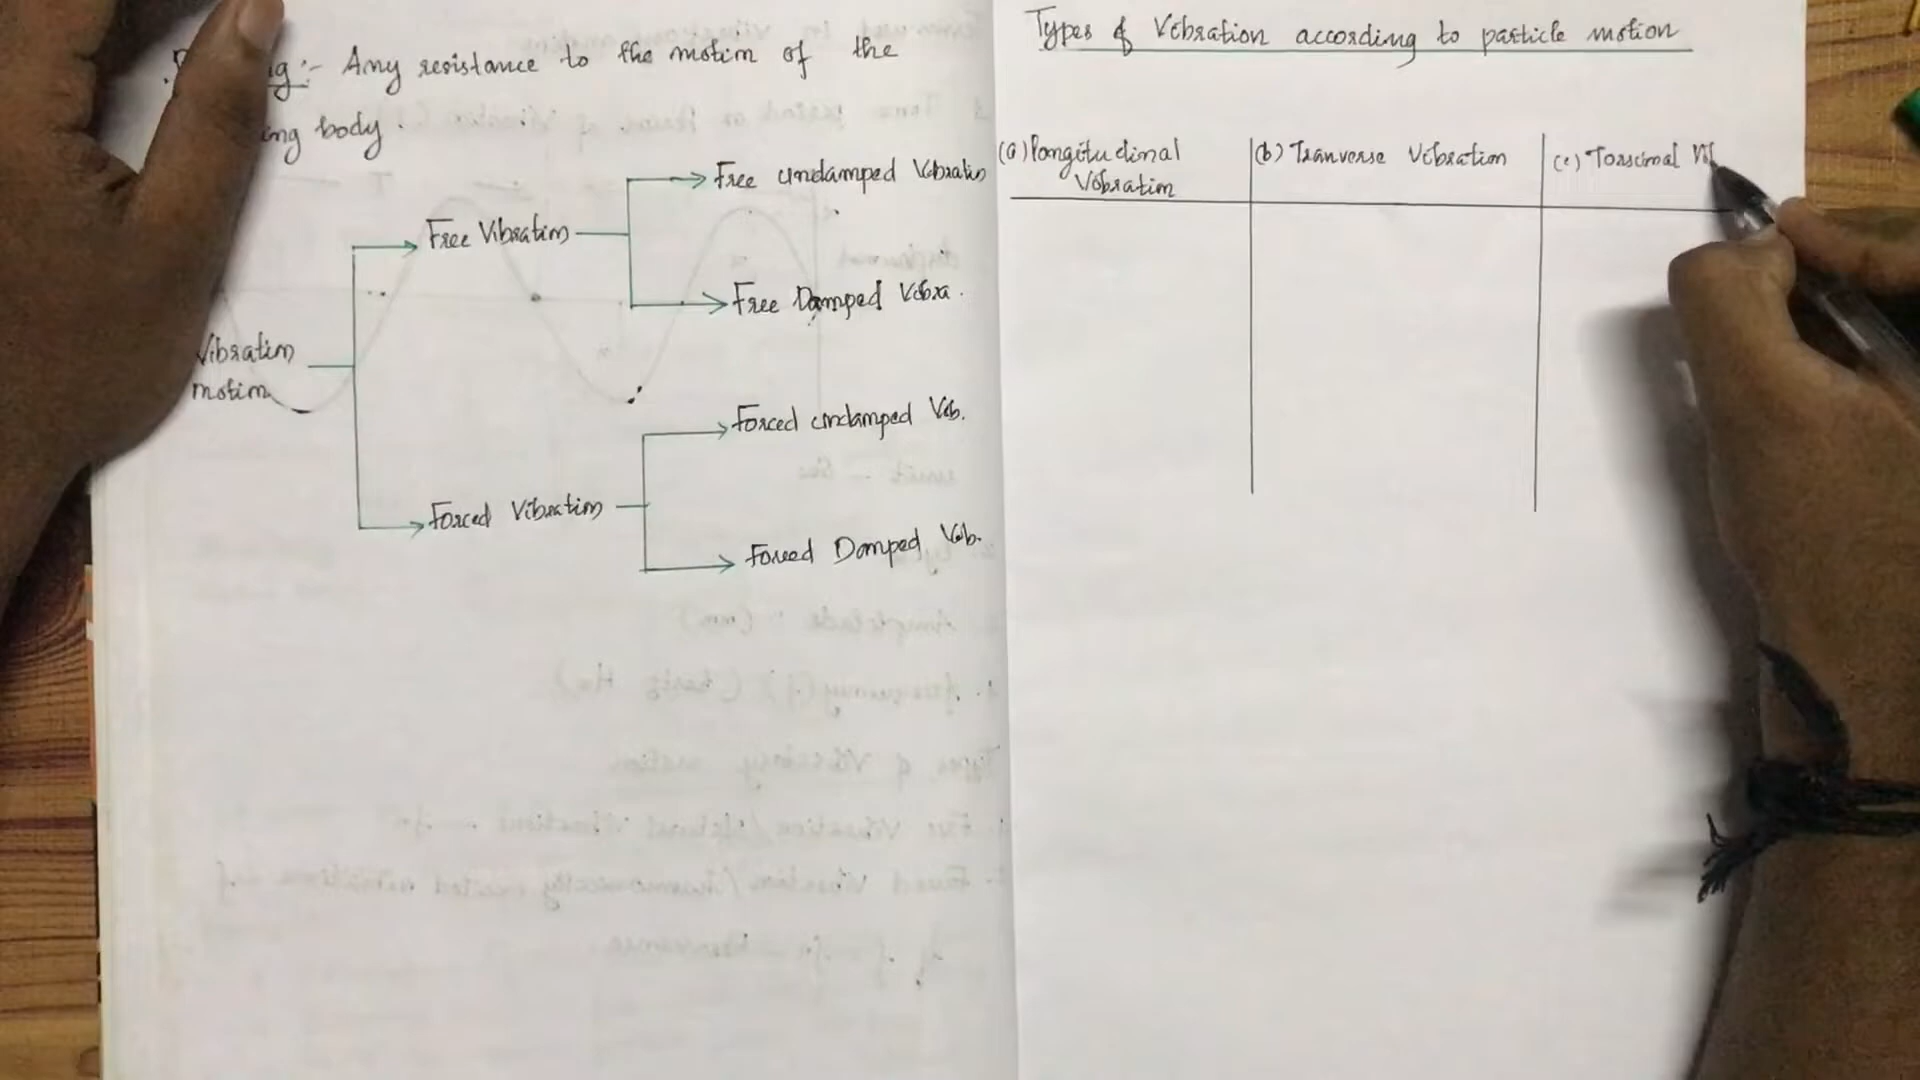 :- Any resistance to the motion of the
body.
Vibration
motion
Free Vibration
Free undamped Vibration
Free Damped Vibra.
Forced Vibration
Forced undamped Vib.
Forced Damped Vib.
Types of Vibration according to particle motion
(a) Longitudinal
Vibration
(b) Tranverse Vibration
(c) Torsional